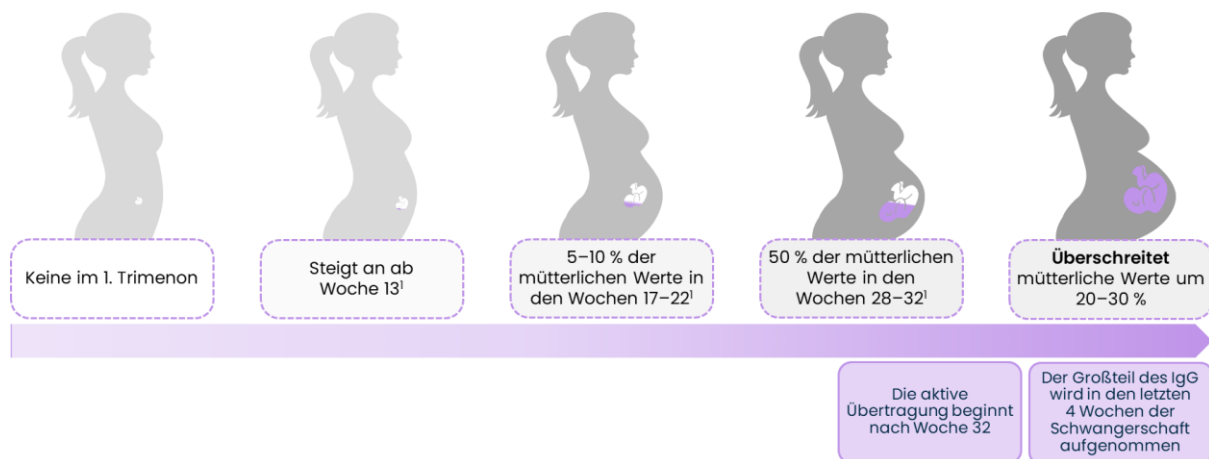 Keine im 1. Trimenon
Steigt an ab
Woche 13¹
5–10 % der
mütterlichen Werte in
den Wochen 17–22¹
50 % der mütterlichen
Werte in den
Wochen 28–32¹
Überschreitet
mütterliche Werte um
20–30 %
Die aktive
Übertragung beginnt
nach Woche 32
Der Großteil des IgG
wird in den letzten
4 Wochen der
Schwangerschaft
aufgenommen